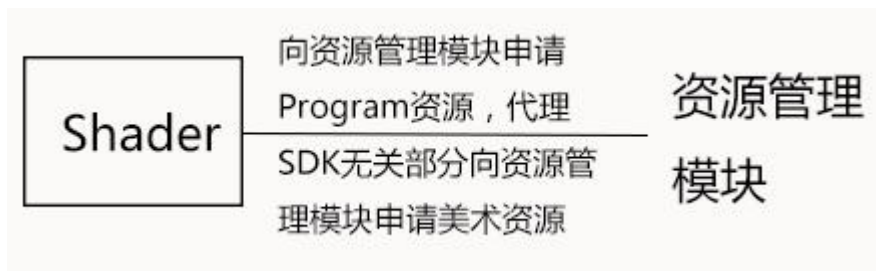 Shader
向资源管理模块申请
Program资源，代理
SDK无关部分向资源管
理模块申请美术资源
资源管理
模块